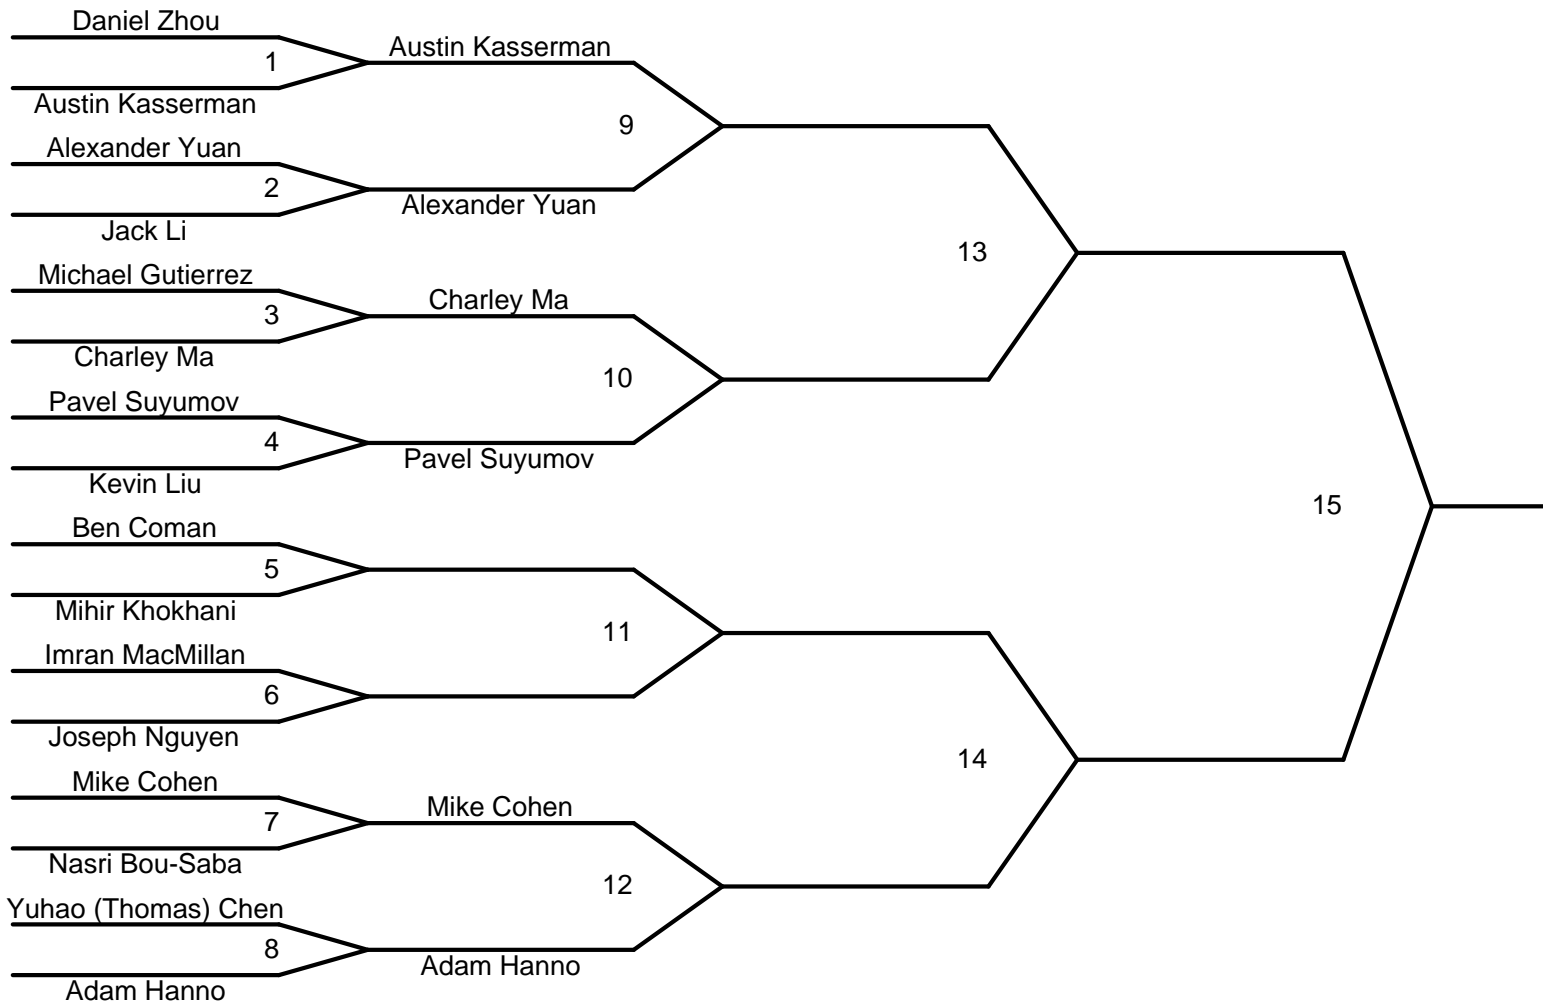 Daniel Zhou
1
Austin Kasserman
Alexander Yuan
2
Jack Li
Michael Gutierrez
3
Charley Ma
Pavel Suyumov
4
Kevin Liu
Ben Coman
5
Mihir Khokhani
Imran MacMillan
6
Joseph Nguyen
Mike Cohen
7
Nasri Bou-Saba
Yuhao (Thomas) Chen
8
Adam Hanno
Austin Kasserman
9
Alexander Yuan
Charley Ma
10
Pavel Suyumov
11
Mike Cohen
12
Adam Hanno
13
14
15